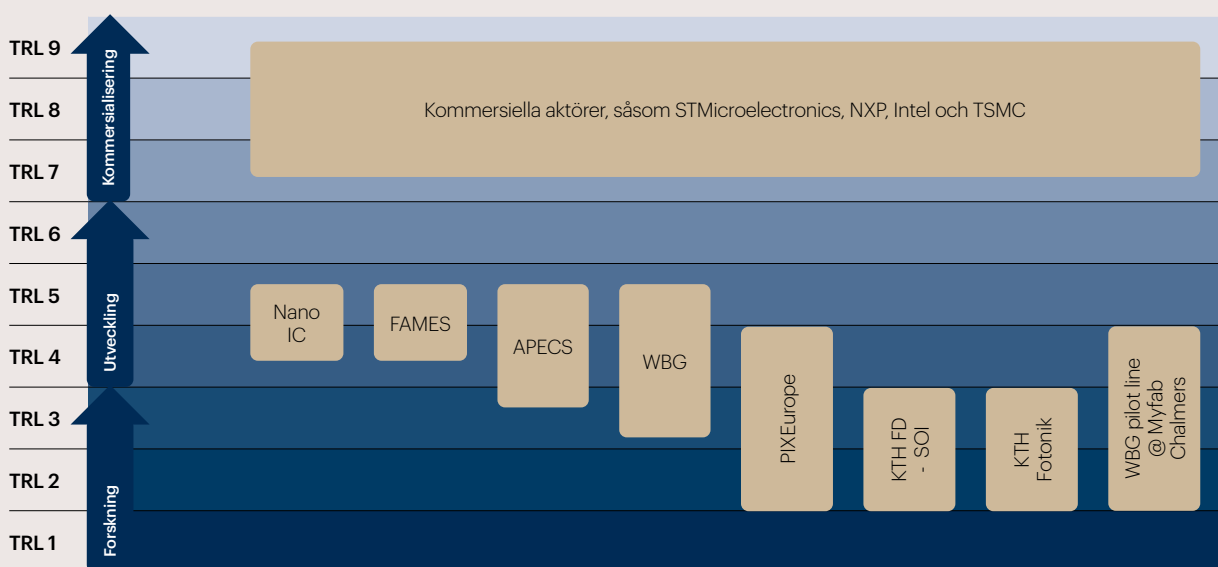 TRL 9
TRL 8
TRL 7
TRL 6
TRL 5
TRL 4
TRL 3
TRL 2
TRL 1
Kommersialisering
Utveckling
Forskning
Kommersiella aktörer, såsom STMicroelectronics, NXP, Intel och TSMC
Nano
IC
FAMES
APECS
WBG
PIXEurope
KTH FD
- SOI
KTH
Fotonik
WBG pilot line
@ Myfab
Chalmers